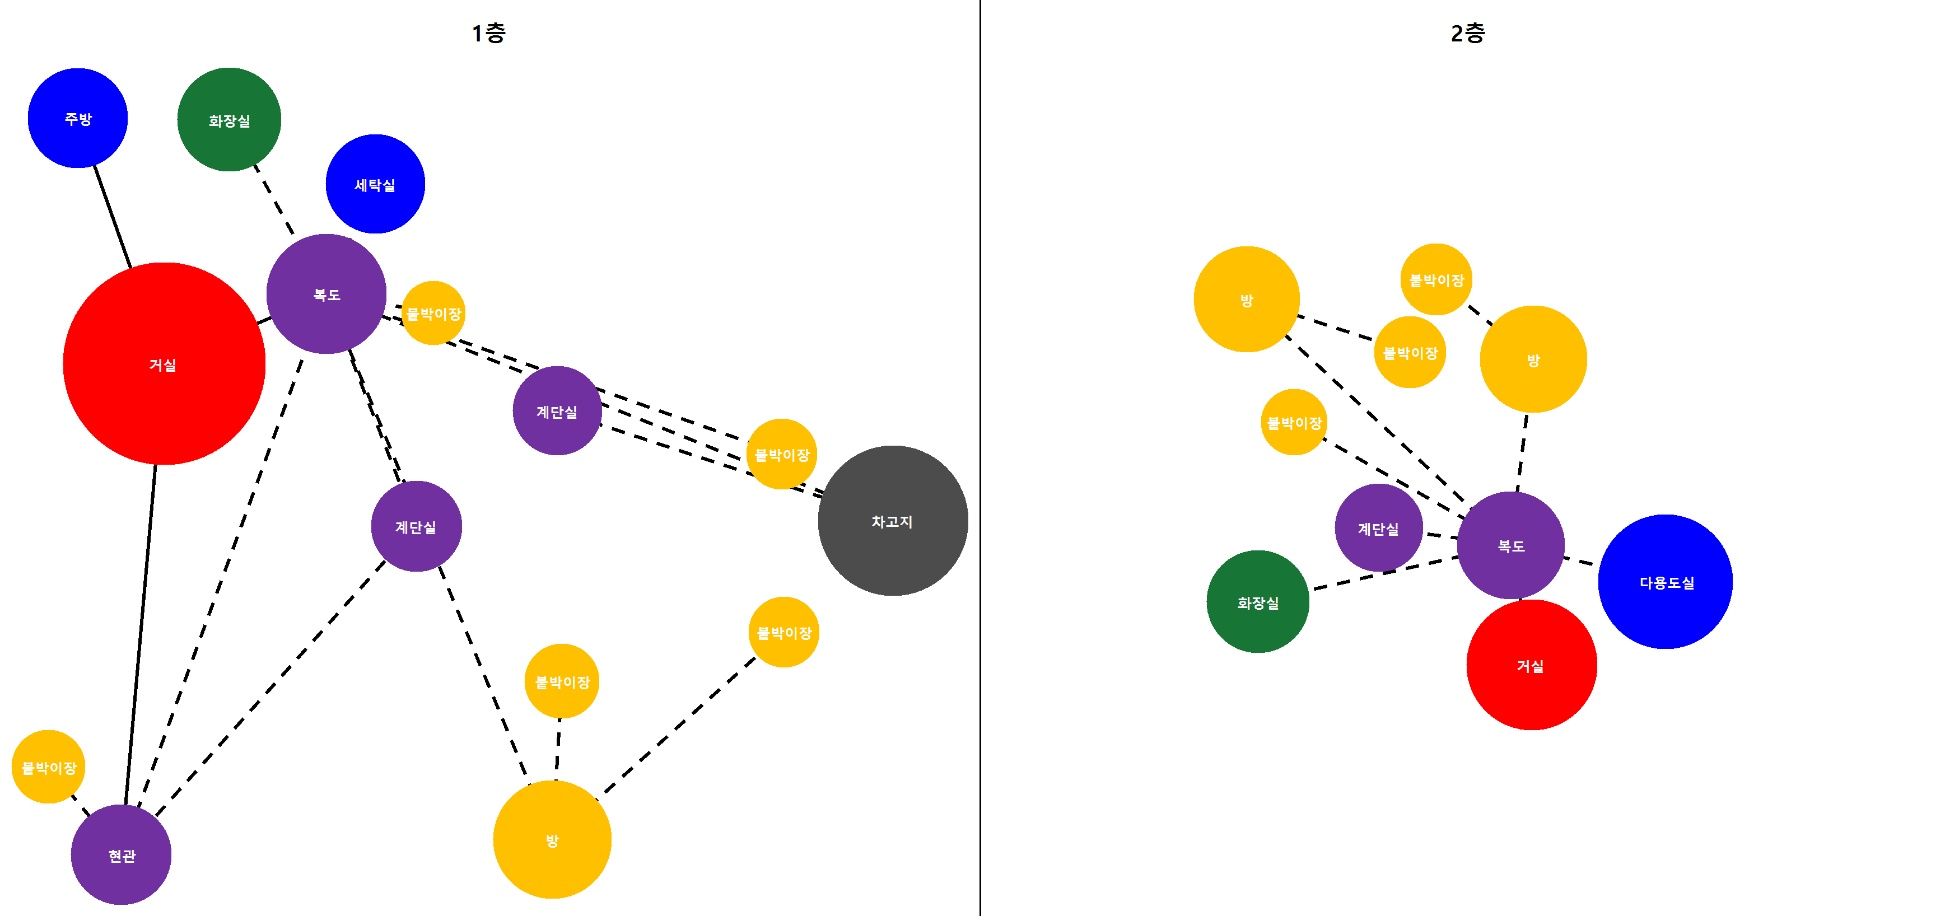 1층
주방
화장실
세탁실
복도
붙박이장
거실
계단실
붙박이장
차고지
계단실
붙박이장
붙박이장
붙박이장
방
현관
2층
방
붙박이장
붙박이장
방
붙박이장
계단실
복도
다용도실
화장실
거실